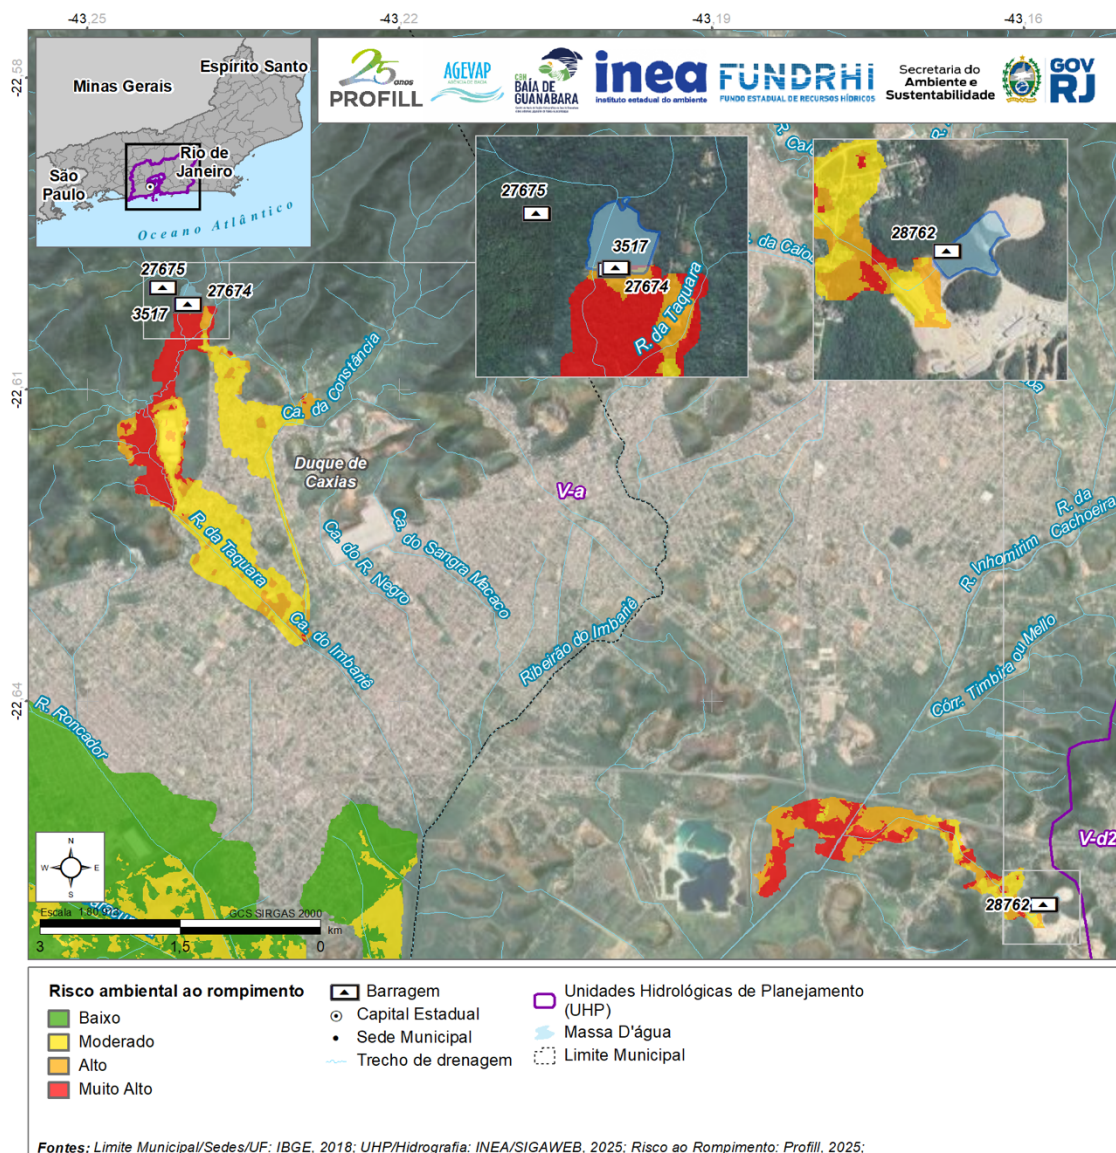 -43,25
-43,22
-43,19
-43,16
-22,58
-22,61
-22,64
Minas Gerais
Espírito Santo
Rio de
Janeiro
São
Paulo
Oceano Atlântico
25 anos
PROFILL
AGEVAP
CBH
BAÍA DE
GUANABARA
inea
instituto estadual do ambiente
FUNDRHI
FUNDO ESTADUAL DE RECURSOS HÍDRICOS
Secretaria do
Ambiente e
Sustentabilidade
GOV
RJ
27675
3517
27674
R. da Taquara
28762
27675
27674
3517
Ca. da Constância
Duque de
Caxias
V-a
R. da Taquara
Ca. do R. Negro
Ca. do Sangra Macaco
Ca. do Imbariê
Ribeirão do Imbariê
R. Inhomirim
R. da
Cachoeira
Córr. Timbira ou Mello
R. Roncador
V-d2
28762
N
W
E
S
Escala
GCS SIRGAS 2000
3
1,5
0
km
Risco ambiental ao rompimento
Baixo
Moderado
Alto
Muito Alto
Barragem
Capital Estadual
Sede Municipal
Trecho de drenagem
Unidades Hidrológicas de Planejamento
(UHP)
Massa D'água
Limite Municipal
Fontes: Limite Municipal/Sedes/UF: IBGE, 2018; UHP/Hidrografia: INEA/SIGAWEB, 2025; Risco ao Rompimento: Profill, 2025;